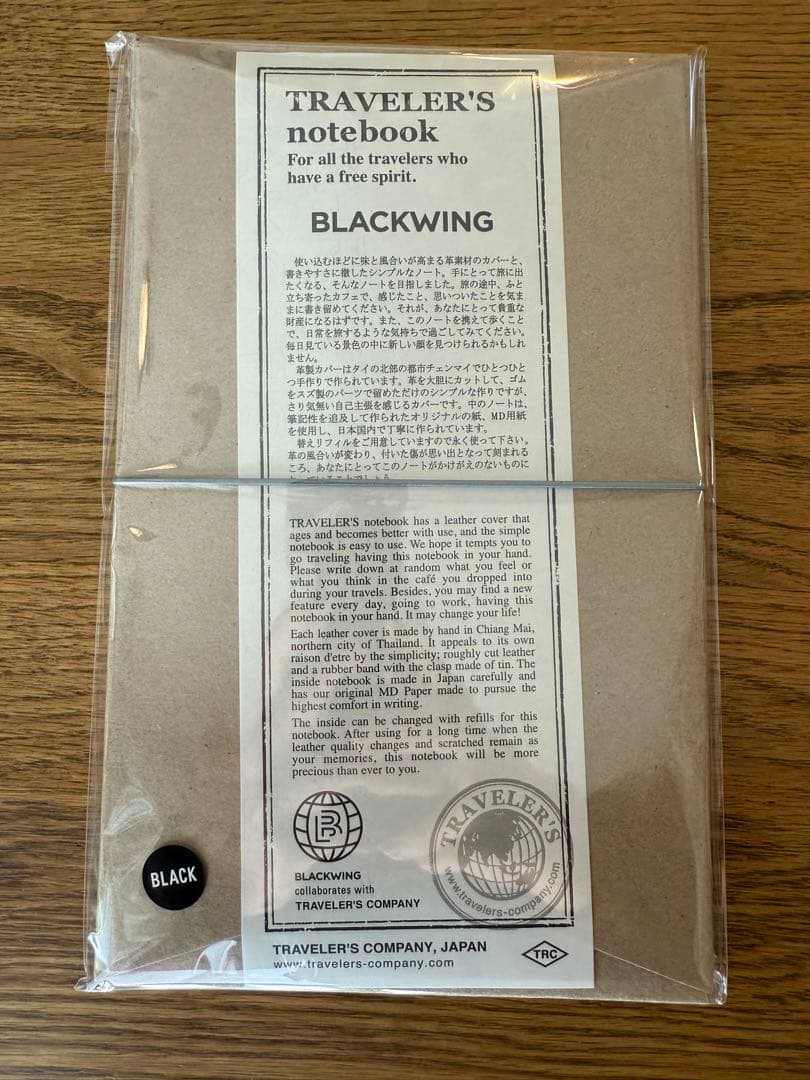 TRAVELER'S
notebook
For all the travelers who
have a free spirit.
BLACKWING
使い込むほどに味と風合いが高まる革素材のカバーと、
書きやすさに徹したシンプルなノート。手にとって旅に出
たくなる、そんなノートを目指しました。旅の途中、ふと
立ち寄ったカフェで、感じたこと、思いついたことを気ま
まに書き留めてください。それが、あなたにとって貴重な
財産になるはずです。また、このノートを携えて歩くこと
で、日常を旅するような気持ちで過ごしてみてください。
毎日見ている景色の中に新しい顔を見つけられるかもしれ
ません。
革製カバーはタイの北部の都市チェンマイでひとつひと
つ手作りで作られています。革を大胆にカットして、ゴム
をスズ製のパーツで留めただけのシンプルな作りですが、
さり気無い自己主張を感じるカバーです。中のノートは、
筆記性を追及して作られたオリジナルの紙、MD用紙
を使用し、日本国内で丁寧に作られています。
替えリフィルをご用意していますので永く使って下さい。
革の風合いが変わり、付いた傷が思い出となって刻まれる
ころ、あなたにとってこのノートがかけがえのないものに
TRAVELER'S notebook has a leather cover that
ages and becomes better with use, and the simple
notebook is easy to use. We hope it tempts you to
go traveling having this notebook in your hand.
Please write down at random what you feel or
what you think in the café you dropped into
during your travels. Besides, you may find a new
feature every day, going to work, having this
notebook in your hand. It may change your life!
Each leather cover is made by hand in Chiang Mai,
northern city of Thailand. It appeals to its own
raison d'etre by the simplicity; roughly cut leather
and a rubber band with the clasp made of tin. The
inside notebook is made in Japan carefully and
has our original MD Paper made to pursue the
highest comfort in writing.
The inside can be changed with refills for this
notebook. After using for a long time when the
leather quality changes and scratched remain as
your memories, this notebook will be more
precious than ever to you.
BLACKWING
collaborates with
TRAVELER'S COMPANY
TRAVELER'S
www.travelers-company.com
BLACK
TRAVELER'S COMPANY, JAPAN
www.travelers-company.com
TRC